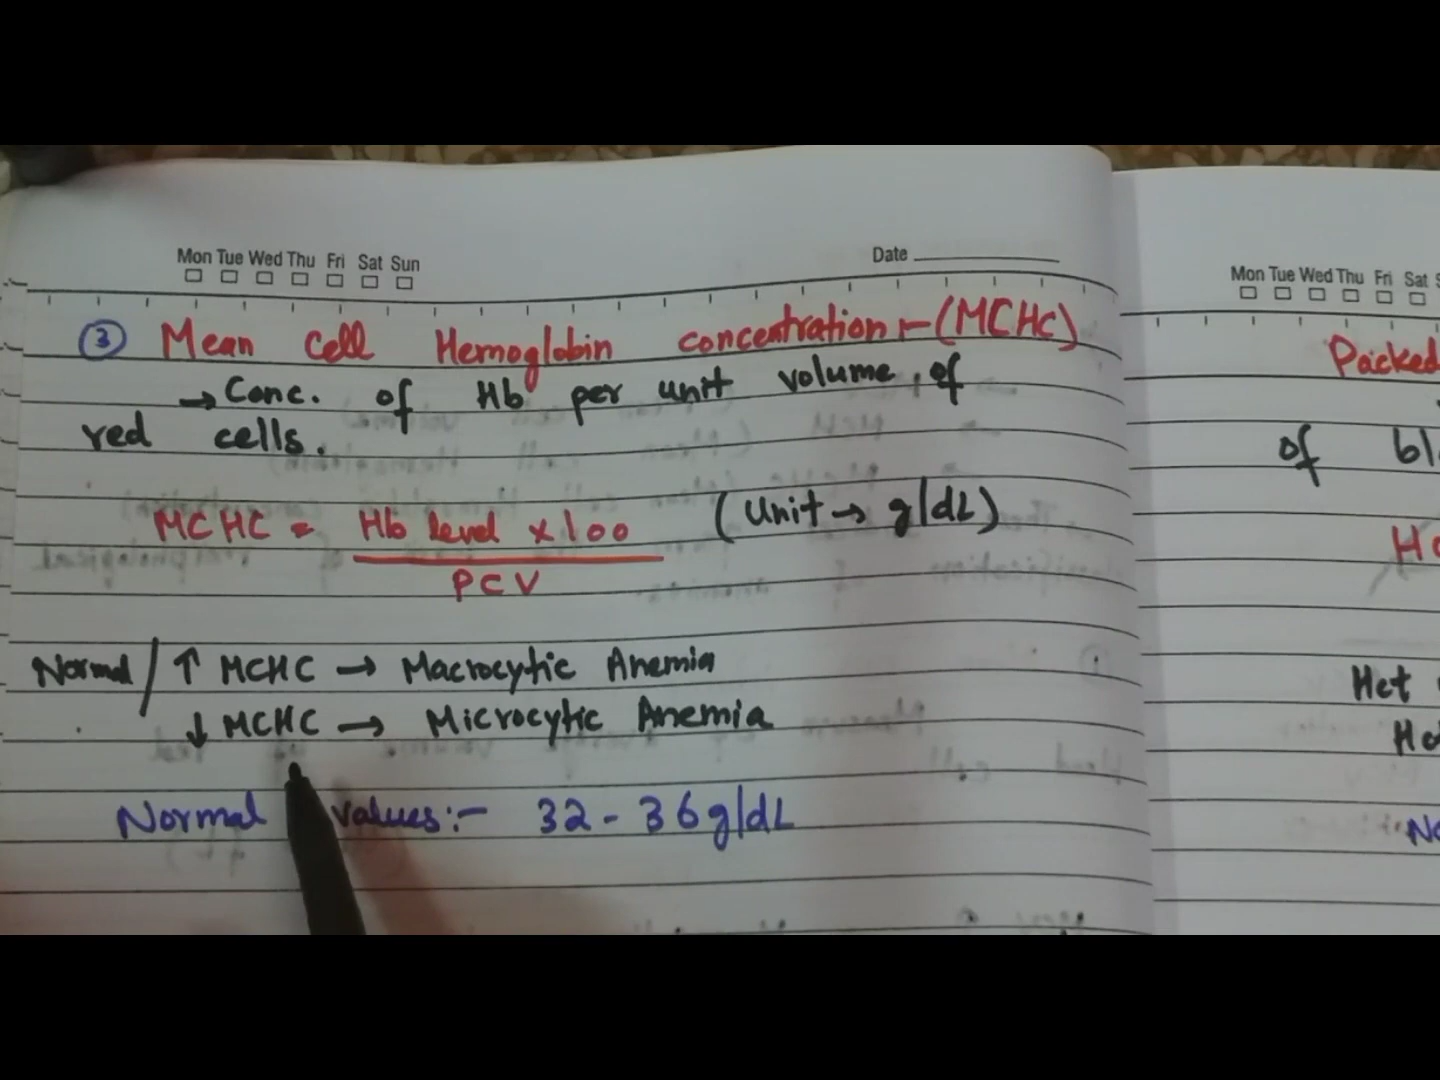 Mon Tue Wed Thu Fri Sat Sun
Date
③ Mean cell Hemoglobin concentration:- (MCHC)
→ Conc. of Hb per unit volume, of
red cells.
MCHC = Hb level x 100 (Unit → g/dL)
PCV
Normal / ↑ MCHC → Macrocytic Anemia
↓ MCHC → Microcytic Anemia
Normal values:- 32 - 36 g/dL
Mon Tue Wed Thu Fri Sat
Packed
of
Hct